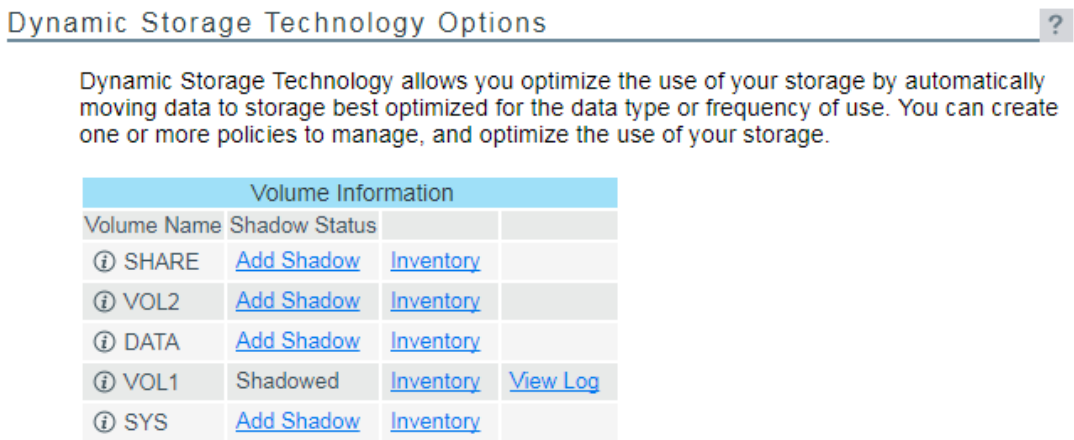 Dynamic Storage Technology Options
?
Dynamic Storage Technology allows you optimize the use of your storage by automatically
moving data to storage best optimized for the data type or frequency of use. You can create
one or more policies to manage, and optimize the use of your storage.
Volume Information
Volume Name Shadow Status
i SHARE Add Shadow Inventory
i VOL2 Add Shadow Inventory
i DATA Add Shadow Inventory
i VOL1 Shadowed Inventory View Log
i SYS Add Shadow Inventory